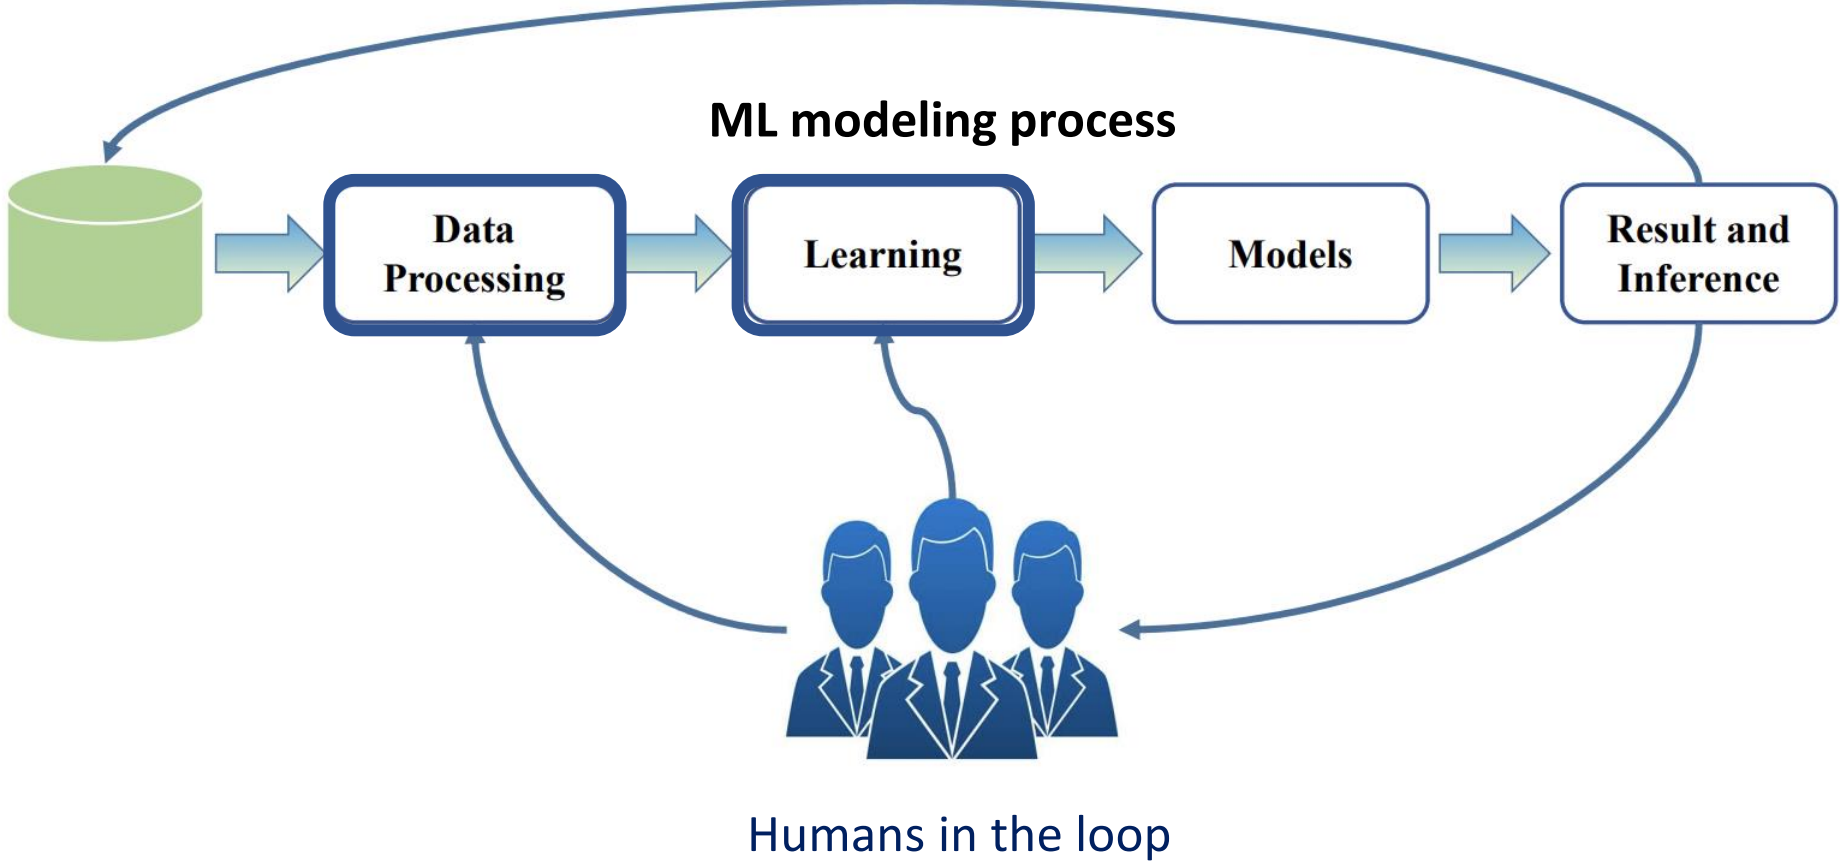 ML modeling process
Data
Processing
Learning
Models
Result and
Inference
Humans in the loop